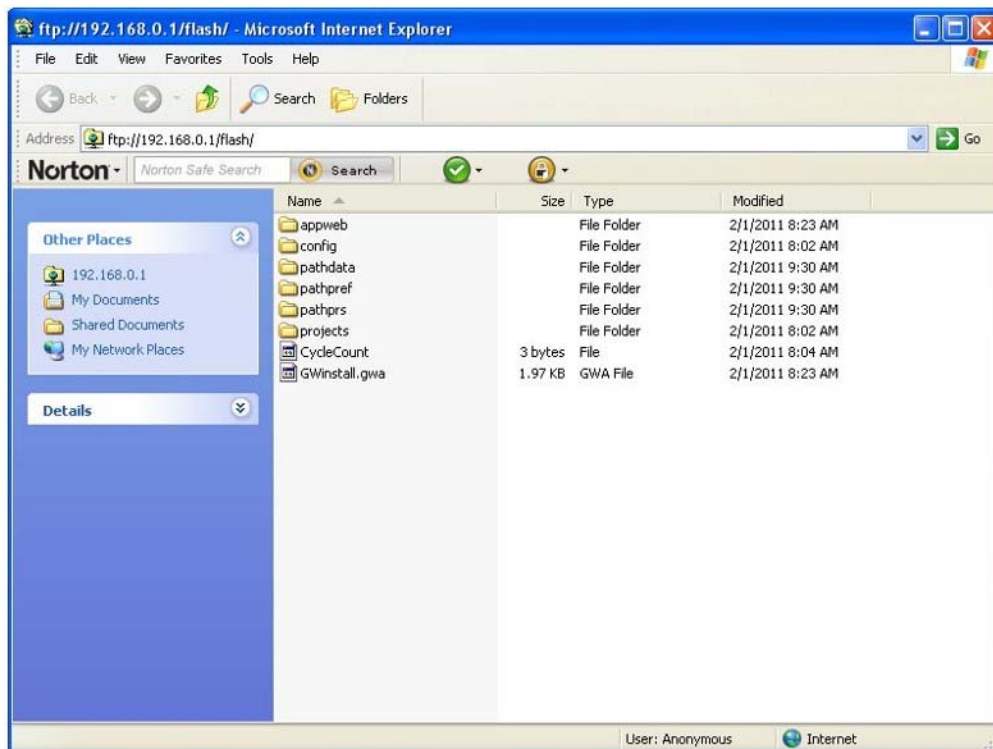 ftp://192.168.0.1/flash/ - Microsoft Internet Explorer
File Edit View Favorites Tools Help
Back Search Folders
Address ftp://192.168.0.1/flash/ Go
Norton Norton Safe Search Search
Name Size Type Modified
Other Places
192.168.0.1
My Documents
Shared Documents
My Network Places
Details
appweb File Folder 2/1/2011 8:23 AM
config File Folder 2/1/2011 8:02 AM
pathdata File Folder 2/1/2011 9:30 AM
pathpref File Folder 2/1/2011 9:30 AM
pathprs File Folder 2/1/2011 9:30 AM
projects File Folder 2/1/2011 8:02 AM
CycleCount 3 bytes File 2/1/2011 8:04 AM
GWinstall.gwa 1.97 KB GWA File 2/1/2011 8:23 AM
User: Anonymous Internet